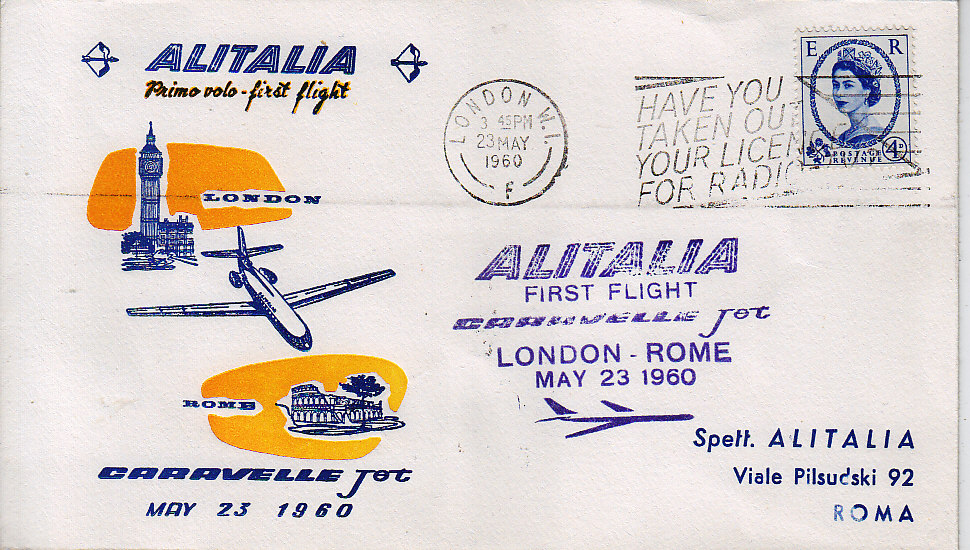 ALITALIA
Primo volo - first flight
LONDON
ROME
CARAVELLE Jet
MAY 23 1960
LONDON W.1.
3 45PM
23 MAY
1960
F
HAVE YOU
TAKEN OUT
YOUR LICEN
FOR RADIO
E R
POSTAGE
REVENUE
4D
ALITALIA
FIRST FLIGHT
CARAVELLE Jet
LONDON - ROME
MAY 23 1960
Spett. ALITALIA
Viale Pilsudski 92
ROMA